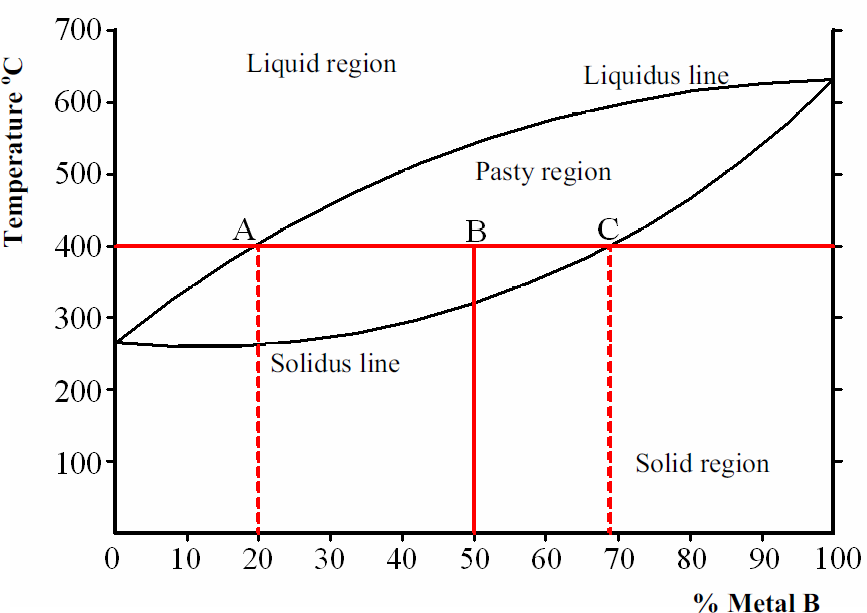 700
Liquid region
Liquidus line
600
500
Pasty region
A
B
C
400
300
Solidus line
200
100
Solid region
0 10 20 30 40 50 60 70 80 90 100
% Metal B
Temperature °C